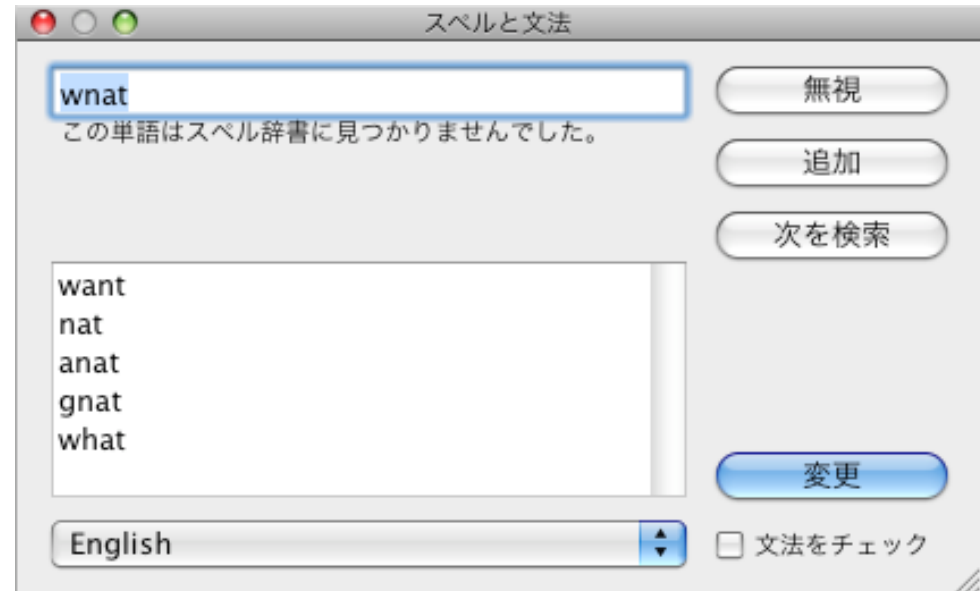 スペルと文法
wnat
無視
この単語はスペル辞書に見つかりませんでした。
追加
次を検索
want
nat
anat
gnat
what
変更
English
文法をチェック